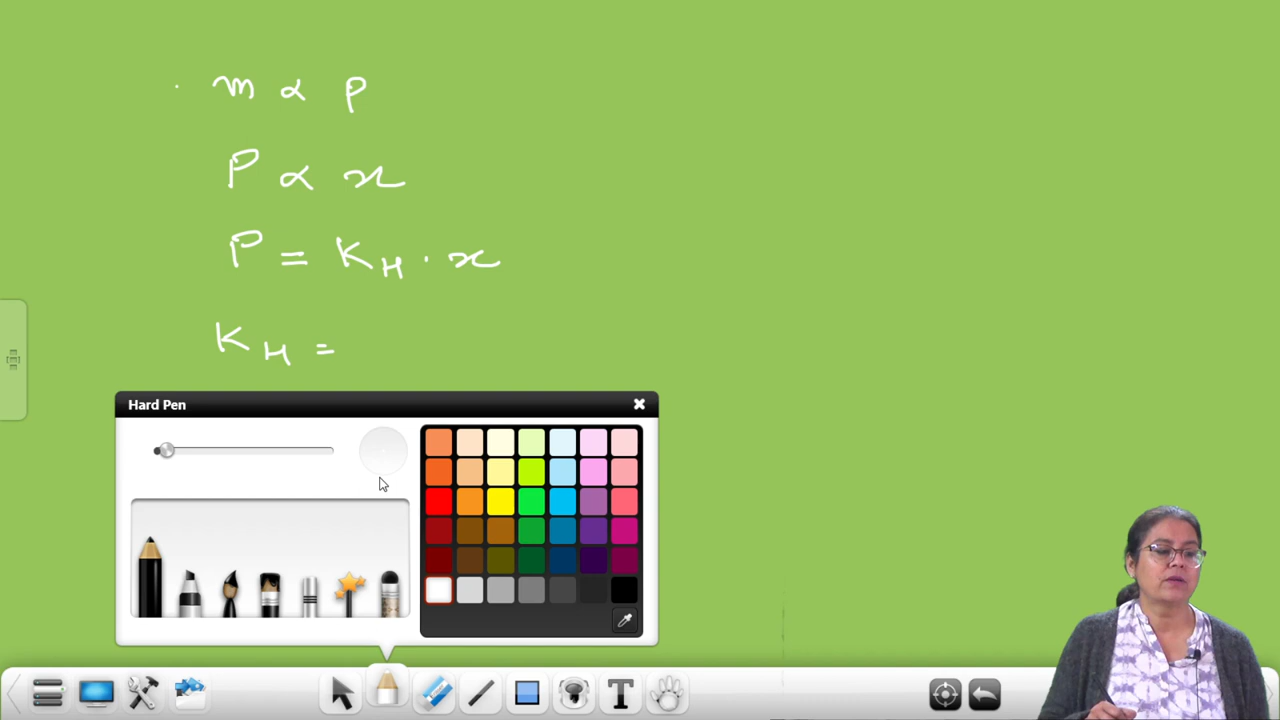 m ∝ p
P ∝ x
P = K_H . x
K_H =
Hard Pen